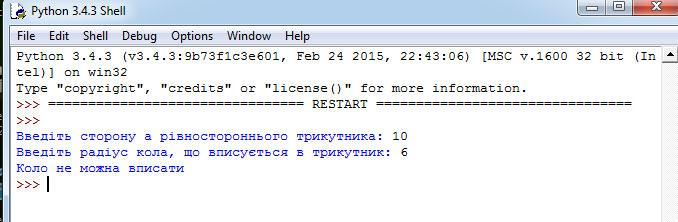 Python 3.4.3 Shell
File Edit Shell Debug Options Window Help
Python 3.4.3 (v3.4.3:9b73f1c3e601, Feb 24 2015, 22:43:06) [MSC v.1600 32 bit (In
tel)] on win32
Type "copyright", "credits" or "license()" for more information.
>>> ================================ RESTART ================================
>>>
Введіть сторону а рівностороннього трикутника: 10
Введіть радіус кола, що вписується в трикутник: 6
Коло не можна вписати
>>>